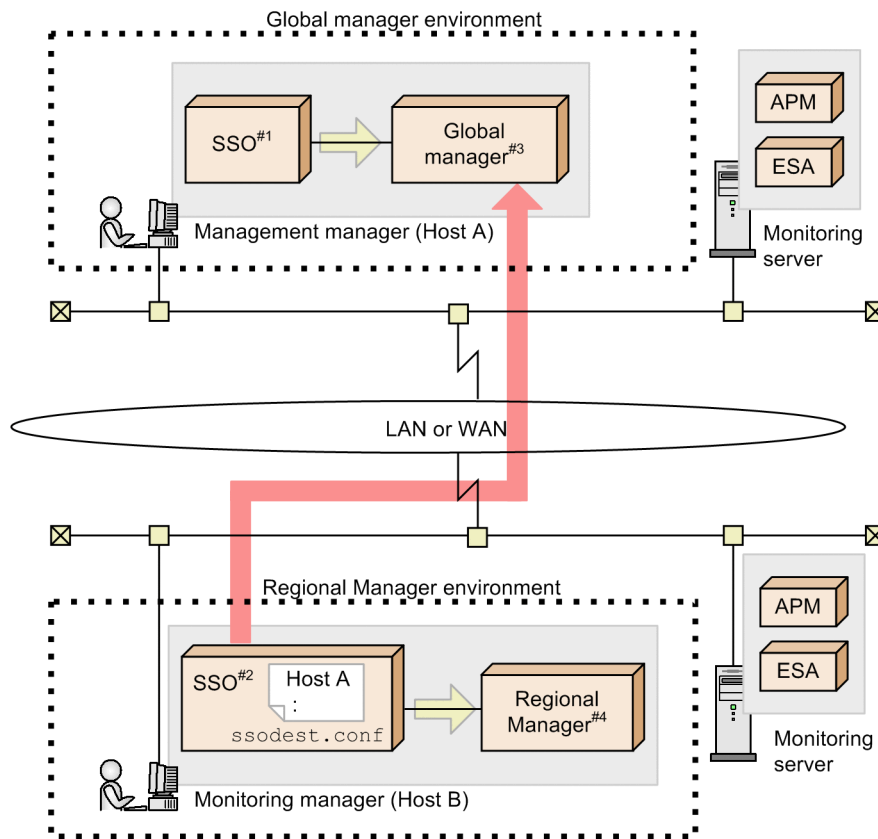 Global manager environment
SSO#1
Global
manager#3
APM
ESA
Management manager (Host A)
Monitoring
server
LAN or WAN
Regional Manager environment
SSO#2
Host A
:
ssodest.conf
Regional
Manager#4
APM
ESA
Monitoring manager (Host B)
Monitoring
server